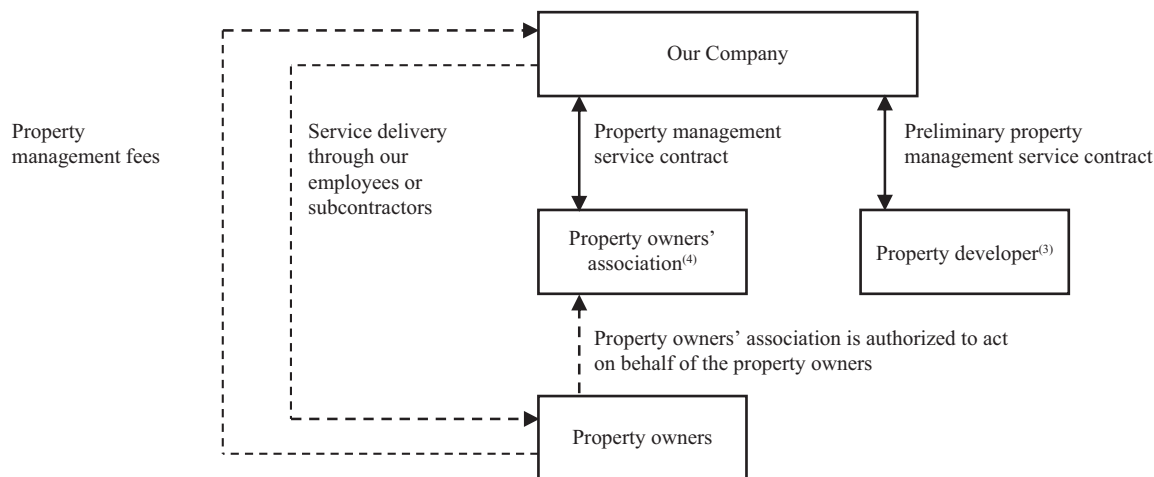 Our Company
Property
management fees
Service delivery
through our
employees or
subcontractors
Property management
service contract
Preliminary property
management service contract
Property owners’
association(4)
Property developer(3)
Property owners’ association is authorized to act
on behalf of the property owners
Property owners